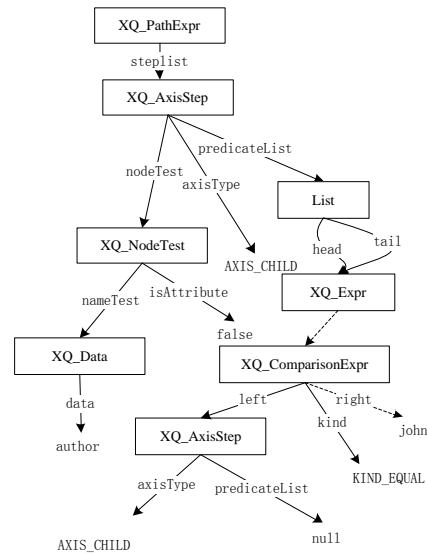 XQ_PathExpr
steplist
XQ_AxisStep
predicateList
nodeTest
axisType
List
XQ_NodeTest
head
tail
AXIS_CHILD
XQ_Expr
nameTest
isAttribute
false
XQ_Data
XQ_ComparisonExpr
data
left
right
author
XQ_AxisStep
kind
john
axisType
predicateList
KIND_EQUAL
AXIS_CHILD
null